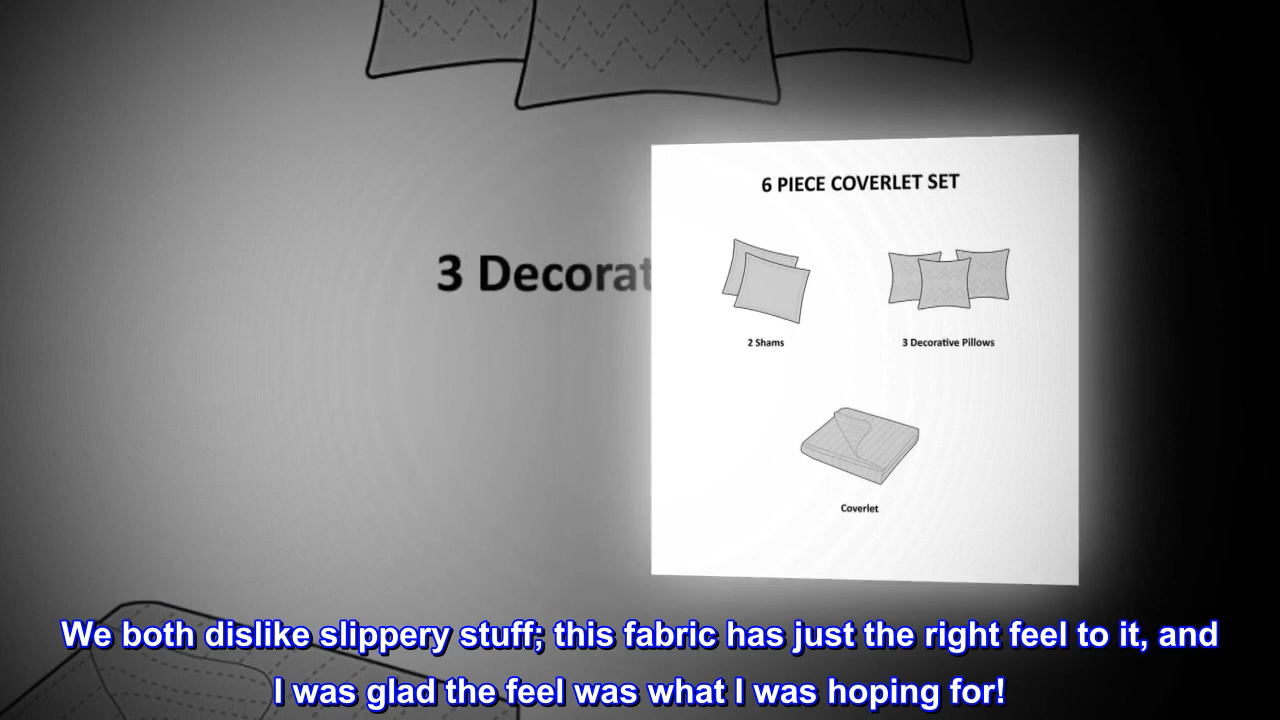 6 PIECE COVERLET SET
3 Decorat
2 Shams
3 Decorative Pillows
Coverlet
We both dislike slippery stuff; this fabric has just the right feel to it, and
I was glad the feel was what I was hoping for!